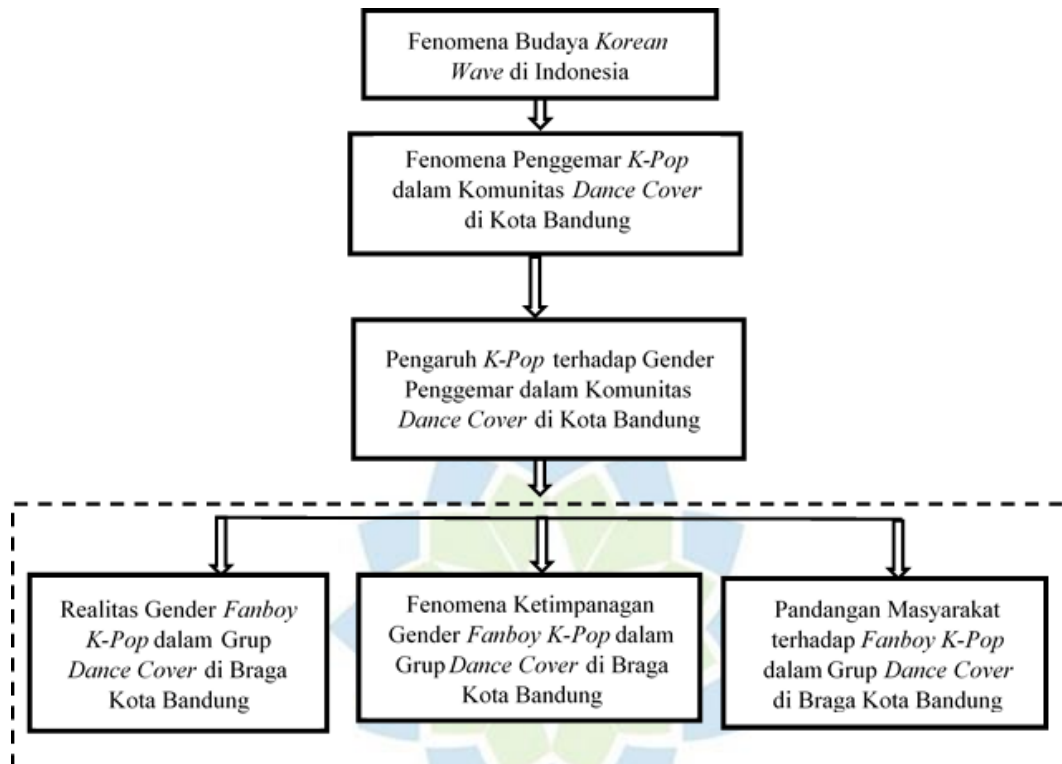 Fenomena Budaya Korean
Wave di Indonesia
Fenomena Penggemar K-Pop
dalam Komunitas Dance Cover
di Kota Bandung
Pengaruh K-Pop terhadap Gender
Penggemar dalam Komunitas
Dance Cover di Kota Bandung
Realitas Gender Fanboy
K-Pop dalam Grup
Dance Cover di Braga
Kota Bandung
Fenomena Ketimpanagan
Gender Fanboy K-Pop dalam
Grup Dance Cover di Braga
Kota Bandung
Pandangan Masyarakat
terhadap Fanboy K-Pop
dalam Grup Dance Cover
di Braga Kota Bandung